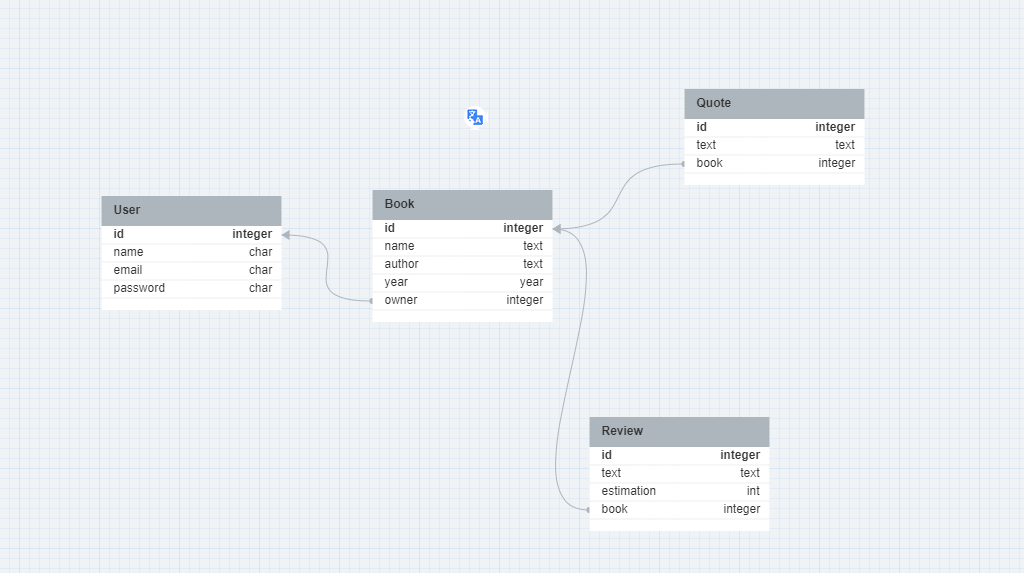 User
id integer
name char
email char
password char
Book
id integer
name text
author text
year year
owner integer
Quote
id integer
text text
book integer
Review
id integer
text text
estimation int
book integer